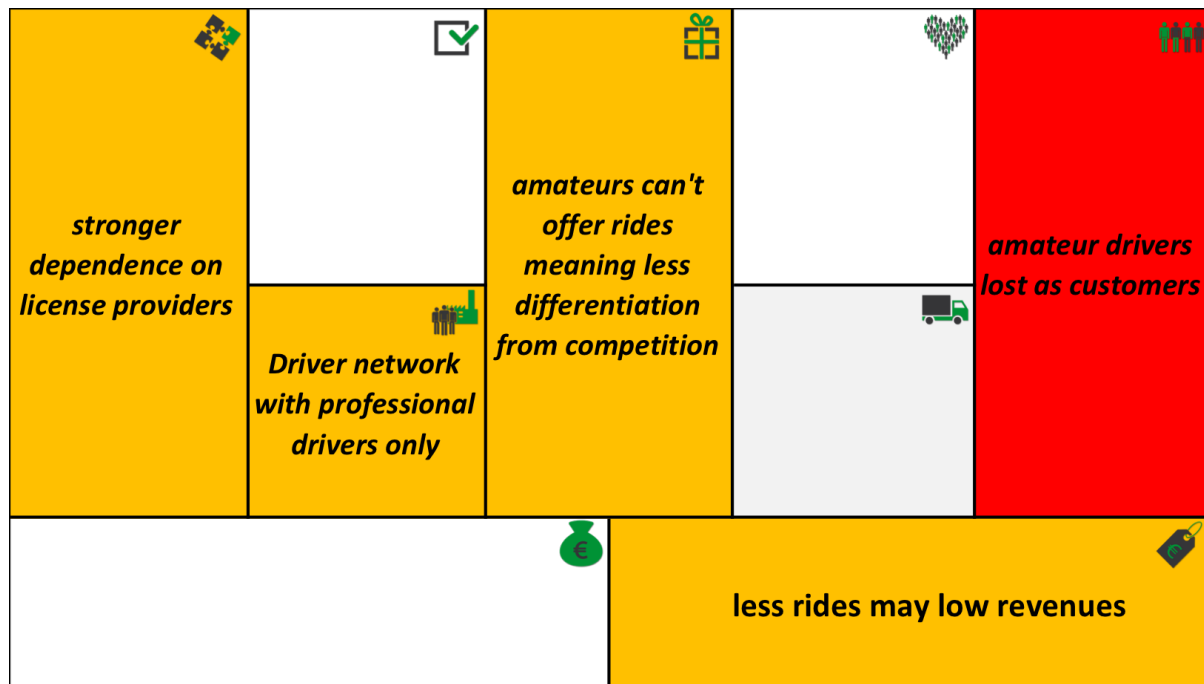 stronger
dependence on
license providers
Driver network
with professional
drivers only
amateurs can't
offer rides
meaning less
differentiation
from competition
amateur drivers
lost as customers
€
less rides may low revenues
€